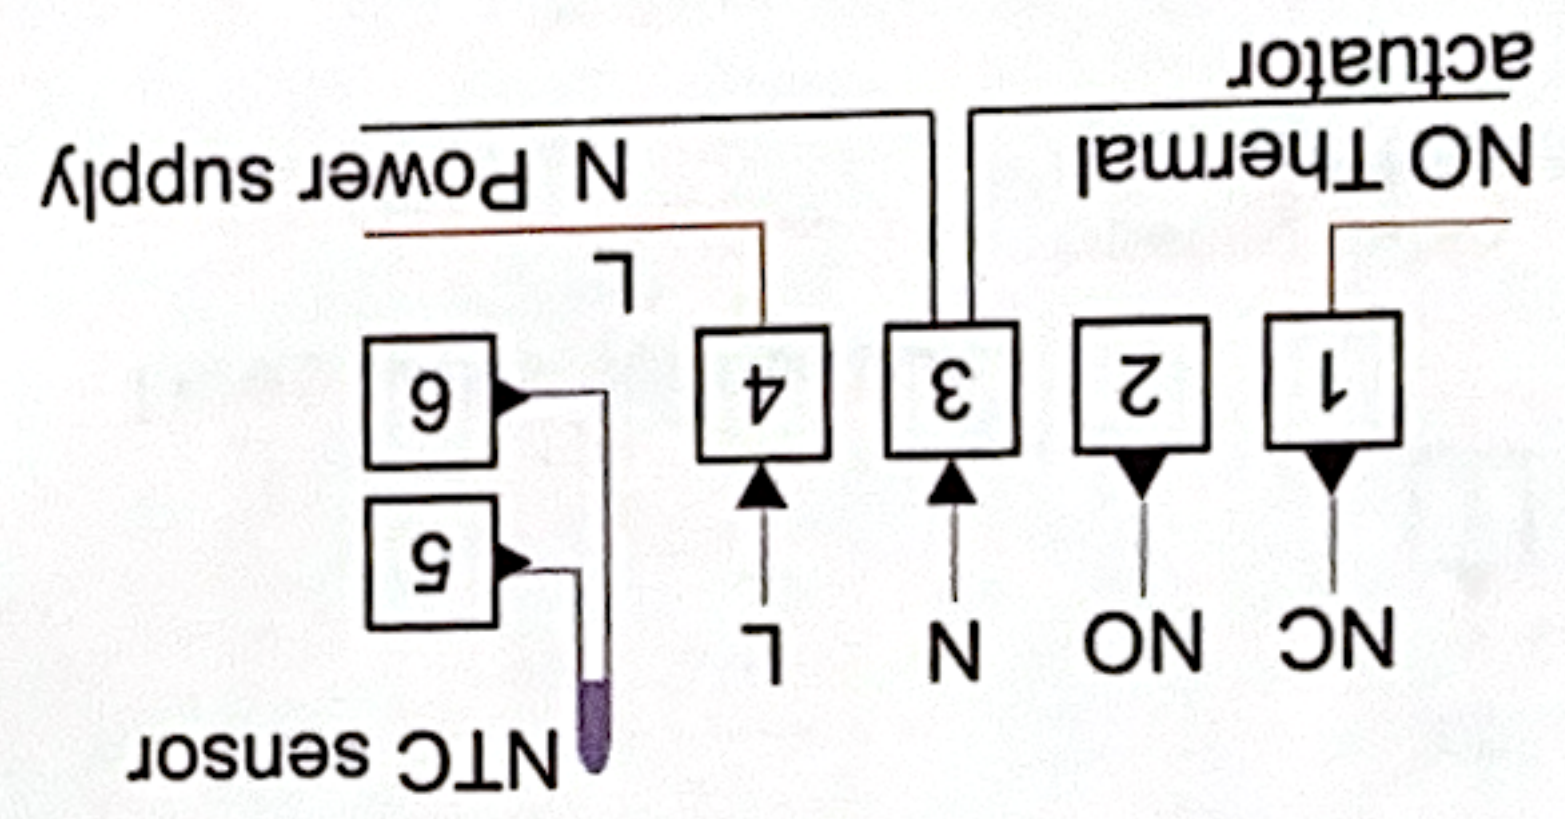 NTC sensor
NC NO N L
5
1 2 3 4 6
L
NO Thermal
actuator
N Power supply